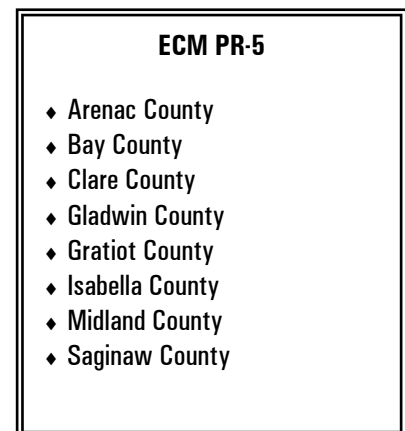 ECM PR-5
♦ Arenac County
♦ Bay County
♦ Clare County
♦ Gladwin County
♦ Gratiot County
♦ Isabella County
♦ Midland County
♦ Saginaw County